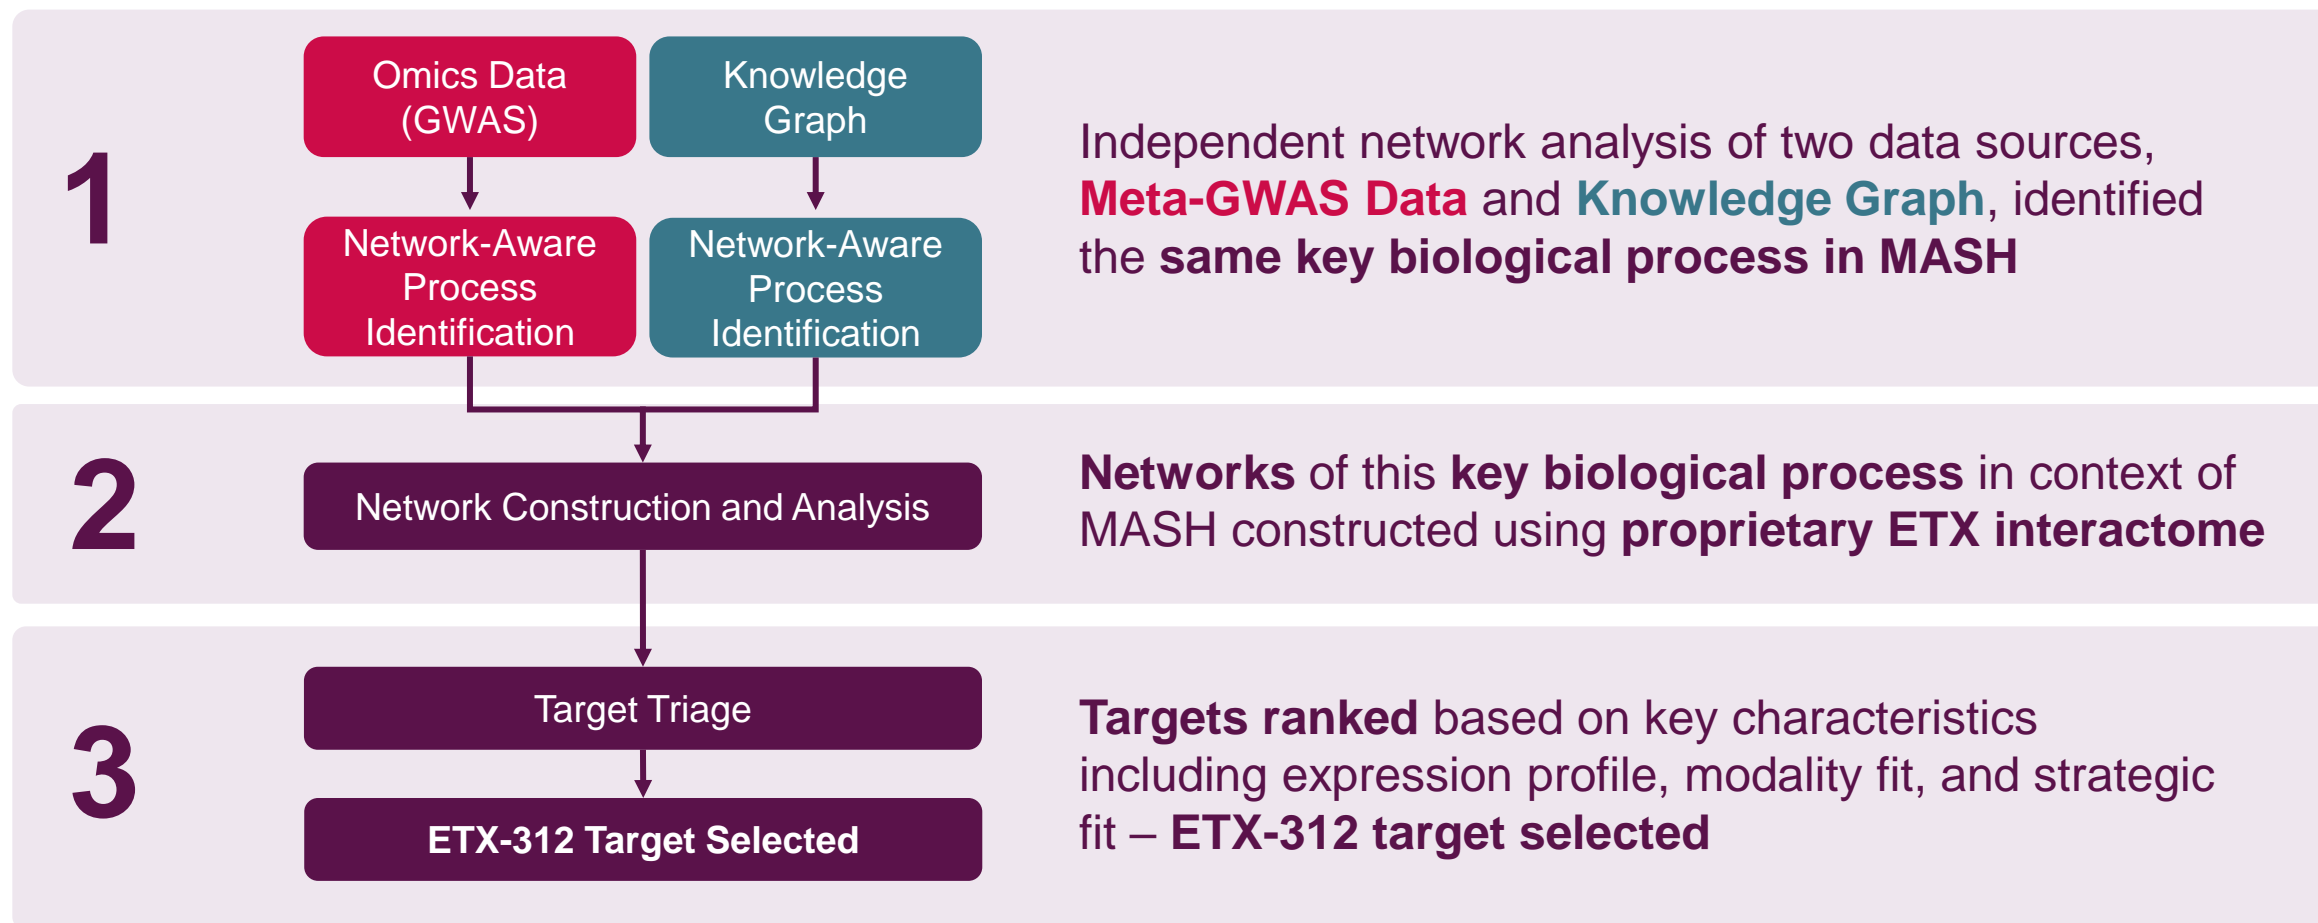 1
Omics Data
(GWAS)
Knowledge
Graph
Network-Aware
Process
Identification
Network-Aware
Process
Identification
Independent network analysis of two data sources,
Meta-GWAS Data and Knowledge Graph, identified
the same key biological process in MASH
2
Network Construction and Analysis
Networks of this key biological process in context of
MASH constructed using proprietary ETX interactome
3
Target Triage
ETX-312 Target Selected
Targets ranked based on key characteristics
including expression profile, modality fit, and strategic
fit – ETX-312 target selected